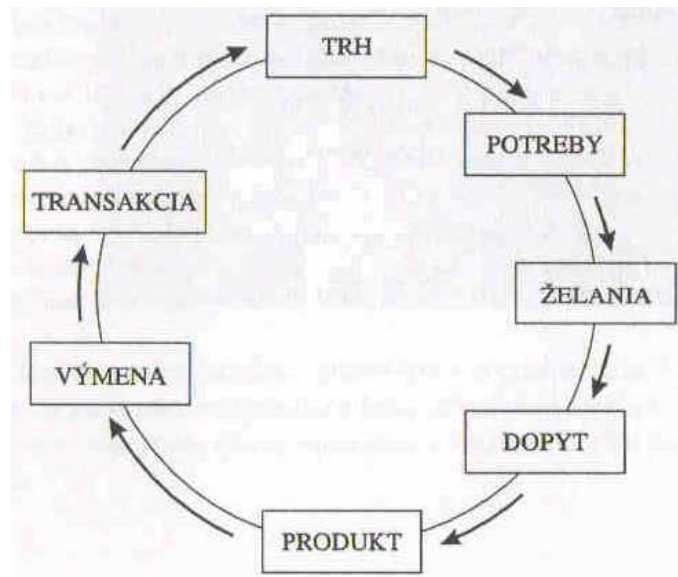 TRH
POTREBY
ŽELANIA
DOPYT
PRODUKT
VÝMENA
TRANSAKCIA